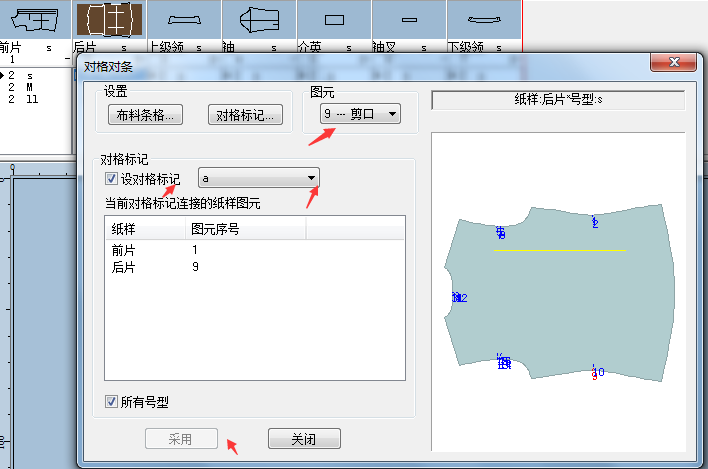 前片 s
后片 s
上级领 s
袖 s
介英 s
袖叉 s
下级领 s
1
2 s
2 M
2 ll
0
对格对条
设置
布料条格...
对格标记...
图元
9 --- 剪口
纸样:后片*号型:s
对格标记
设对格标记
a
当前对格标记连接的纸样图元
纸样 图元序号
前片 1
后片 9
所有号型
采用
关闭
2